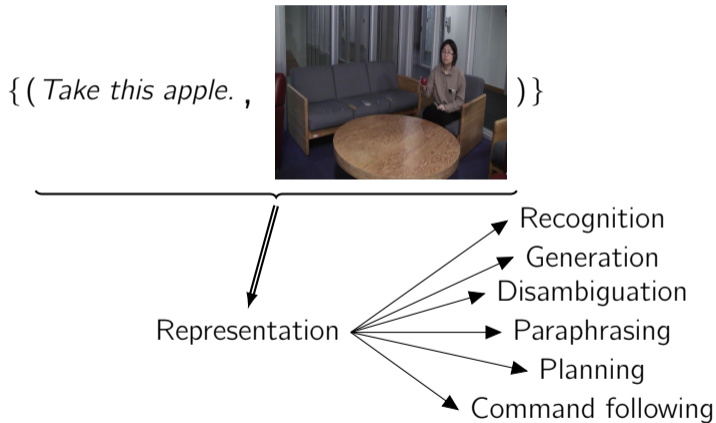 {(Take this apple. , )}
Recognition
Generation
Disambiguation
Representation
Paraphrasing
Planning
Command following